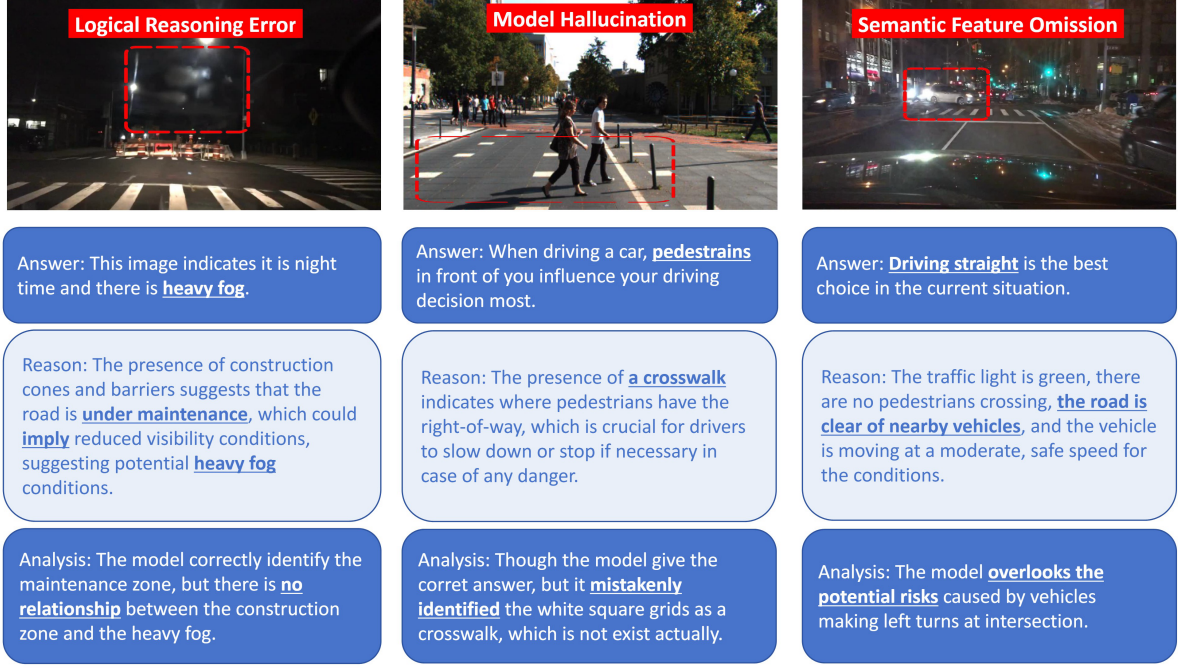 Logical Reasoning Error
Answer: This image indicates it is night
time and there is heavy fog.
Reason: The presence of construction
cones and barriers suggests that the
road is under maintenance, which could
imply reduced visibility conditions,
suggesting potential heavy fog
conditions.
Analysis: The model correctly identify the
maintenance zone, but there is no
relationship between the construction
zone and the heavy fog.
Model Hallucination
Answer: When driving a car, pedestrains
in front of you influence your driving
decision most.
Reason: The presence of a crosswalk
indicates where pedestrians have the
right-of-way, which is crucial for drivers
to slow down or stop if necessary in
case of any danger.
Analysis: Though the model give the
corret answer, but it mistakenly
identified the white square grids as a
crosswalk, which is not exist actually.
Semantic Feature Omission
Answer: Driving straight is the best
choice in the current situation.
Reason: The traffic light is green, there
are no pedestrians crossing, the road is
clear of nearby vehicles, and the vehicle
is moving at a moderate, safe speed for
the conditions.
Analysis: The model overlooks the
potential risks caused by vehicles
making left turns at intersection.